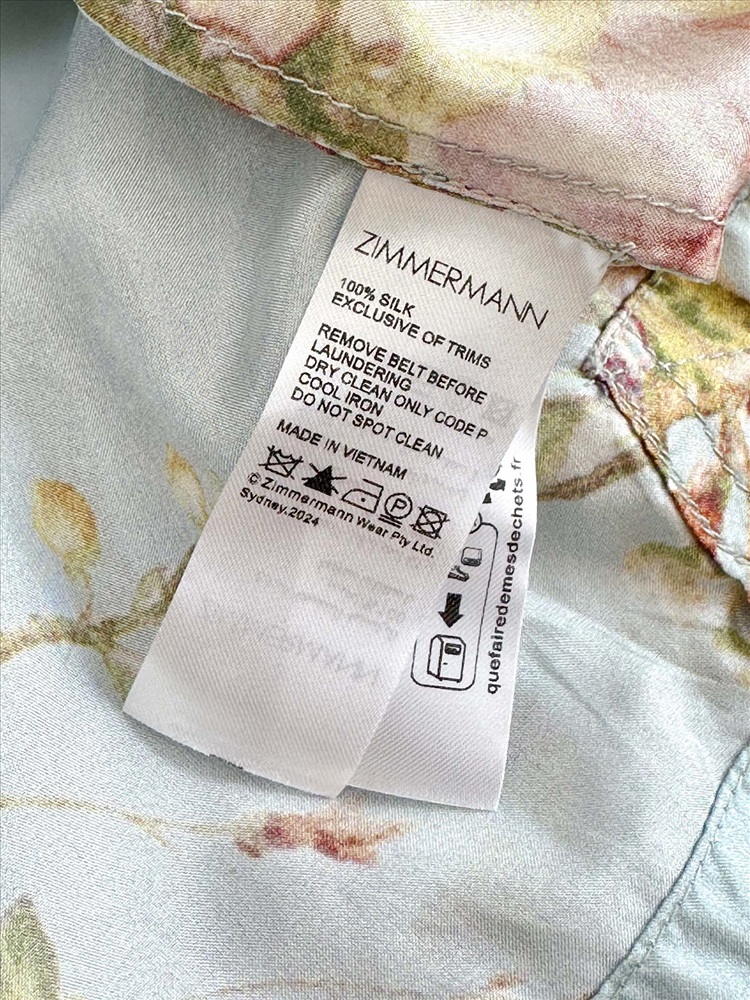 ZIMMERMANN
100% SILK
EXCLUSIVE OF TRIMS
REMOVE BELT BEFORE
LAUNDERING
DRY CLEAN ONLY CODE P
COOL IRON
DO NOT SPOT CLEAN
MADE IN VIETNAM
P
© Zimmermann Wear Pty Ltd.
Sydney.2024
quefairedemesdechets.fr